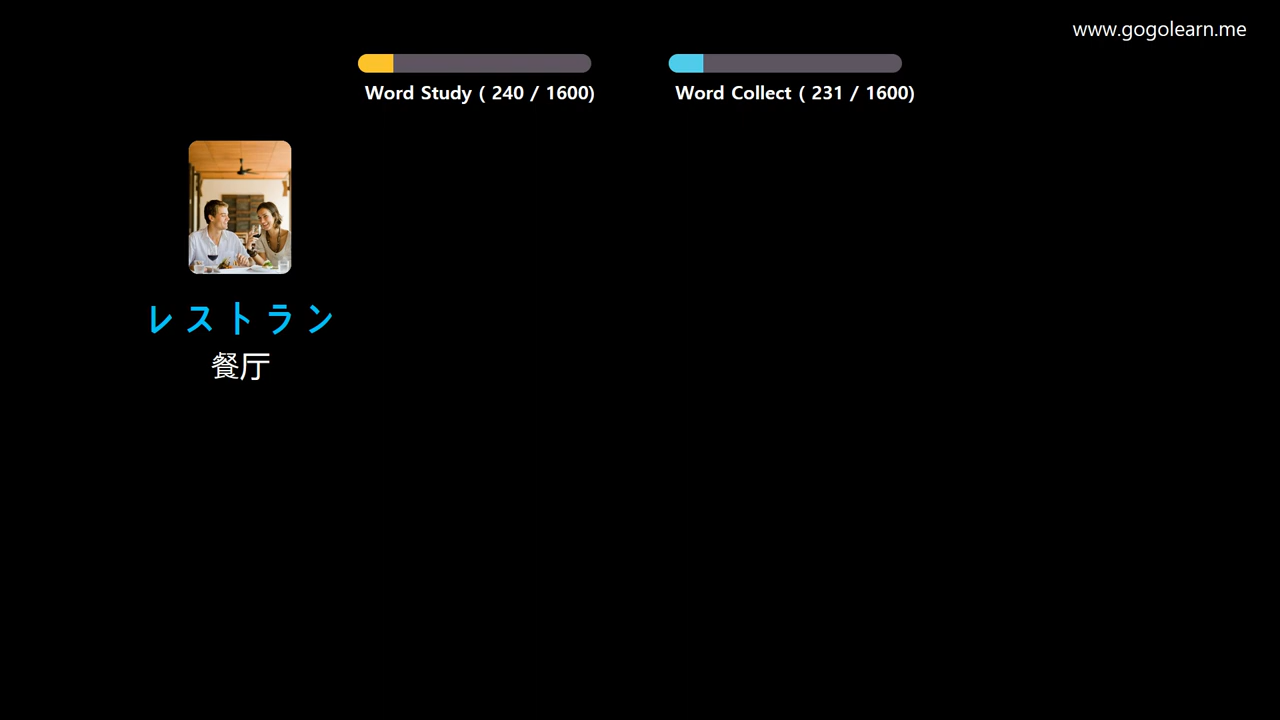 www.gogolearn.me
Word Study ( 240 / 1600)
Word Collect ( 231 / 1600)
レストラン
餐厅